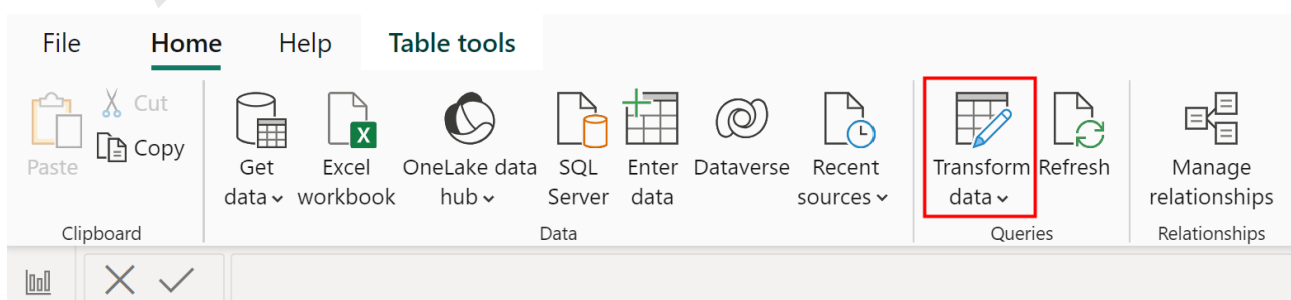 File Home Help Table tools
Cut
Copy
Paste
Get data
Excel workbook
OneLake data hub
SQL Server
Enter data
Dataverse
Recent sources
Transform data
Refresh
Manage relationships
Clipboard
Data
Queries
Relationships